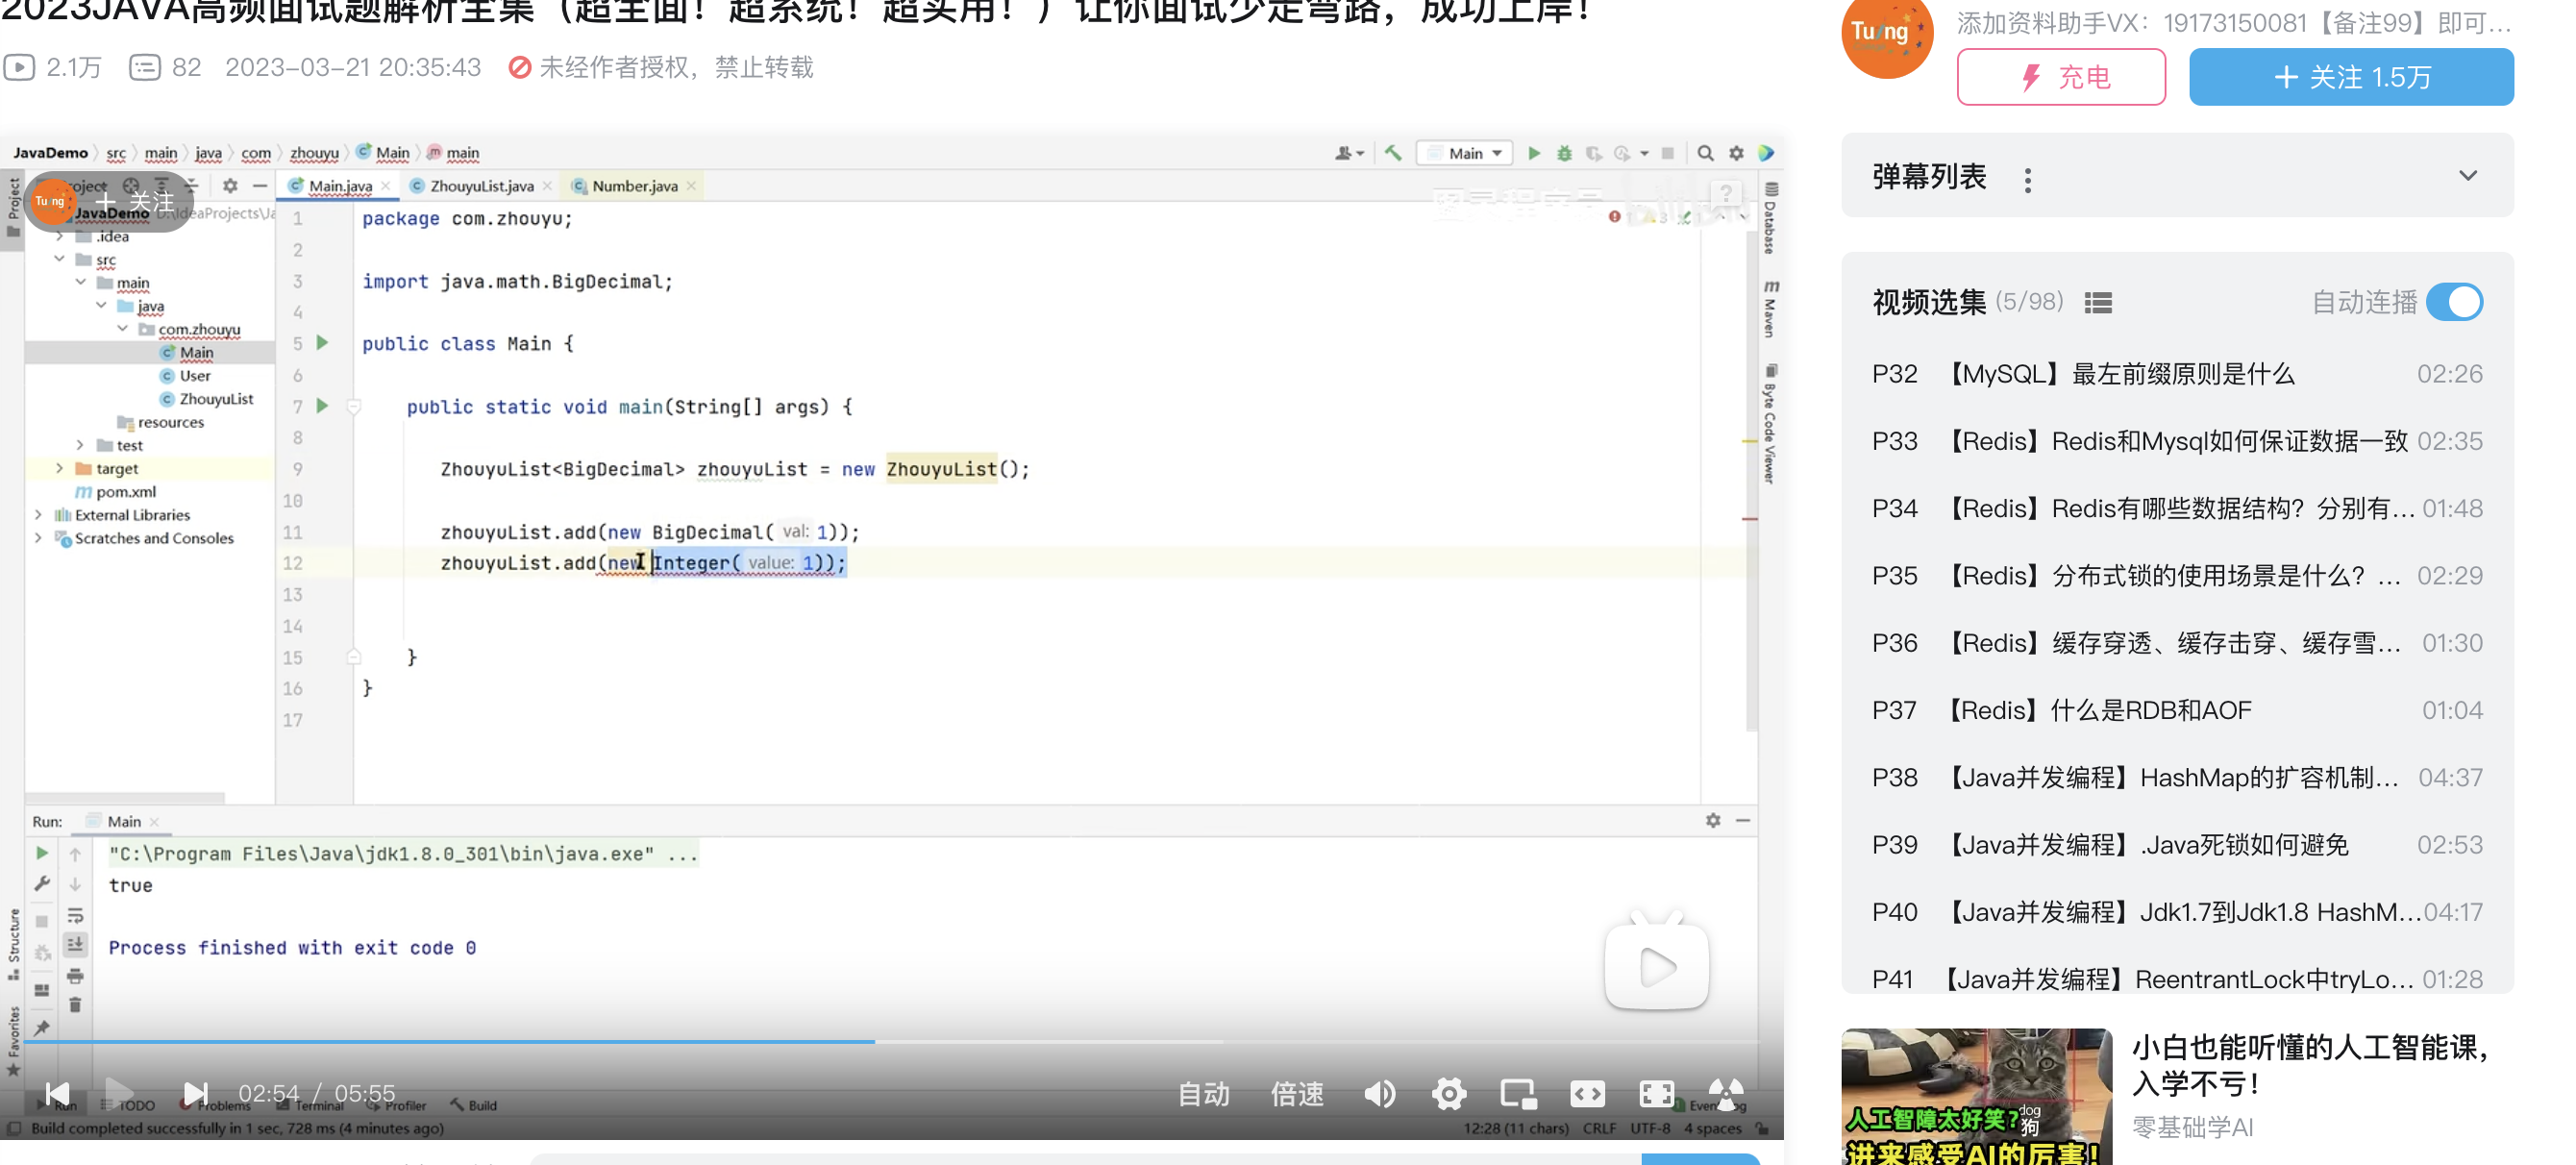 2023JAVA高频面试题解析全集（超全面！超系统！超实用！）让你面试少走弯路，成功上岸！
2.1万 82 2023-03-21 20:35:43 未经作者授权，禁止转载
JavaDemo src main java com zhouyu Main main
Main
Project
Main.java ZhouyuList.java Number.java
Tu/ng + 关注
JavaDemo D:\IdeaProjects\Ja
.idea
src
main
java
com.zhouyu
Main
User
ZhouyuList
resources
test
target
pom.xml
External Libraries
Scratches and Consoles
1 package com.zhouyu;
2
3 import java.math.BigDecimal;
4
5 public class Main {
6
7 public static void main(String[] args) {
8
9 ZhouyuList<BigDecimal> zhouyuList = new ZhouyuList();
10
11 zhouyuList.add(new BigDecimal( val: 1));
12 zhouyuList.add(new Integer( value: 1));
13
14
15 }
16 }
17
Database
Maven
Byte Code Viewer
Run: Main
"C:\Program Files\Java\jdk1.8.0_301\bin\java.exe" ...
true
Process finished with exit code 0
Structure
Favorites
02:54 / 05:55
自动 倍速
Run TODO Problems Terminal Profiler Build
Build completed successfully in 1 sec, 728 ms (4 minutes ago)
12:28 (11 chars) CRLF UTF-8 4 spaces
Tu/ng
添加资料助手VX：19173150081【备注99】即可...
充电
+ 关注 1.5万
弹幕列表
视频选集 (5/98) 自动连播
P32 【MySQL】最左前缀原则是什么 02:26
P33 【Redis】Redis和Mysql如何保证数据一致 02:35
P34 【Redis】Redis有哪些数据结构？分别有... 01:48
P35 【Redis】分布式锁的使用场景是什么？... 02:29
P36 【Redis】缓存穿透、缓存击穿、缓存雪... 01:30
P37 【Redis】什么是RDB和AOF 01:04
P38 【Java并发编程】HashMap的扩容机制... 04:37
P39 【Java并发编程】.Java死锁如何避免 02:53
P40 【Java并发编程】Jdk1.7到Jdk1.8 HashM... 04:17
P41 【Java并发编程】ReentrantLock中tryLo... 01:28
dog
狗
人工智障太好笑？
进来感受AI的厉害！
小白也能听懂的人工智能课，
入学不亏！
零基础学AI